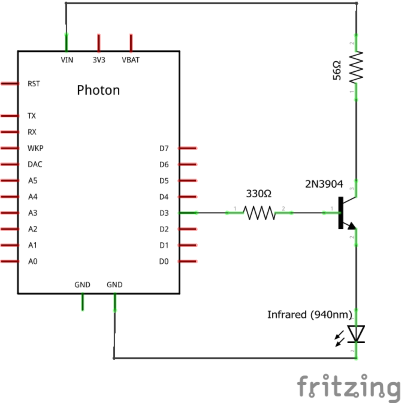 VIN
3V3
VBAT
Photon
RST
TX
RX
WKP
DAC
A5
A4
A3
A2
A1
A0
D7
D6
D5
D4
D3
D2
D1
D0
GND
GND
330Ω
1
2
56Ω
2N3904
Infrared (940nm)
fritzing